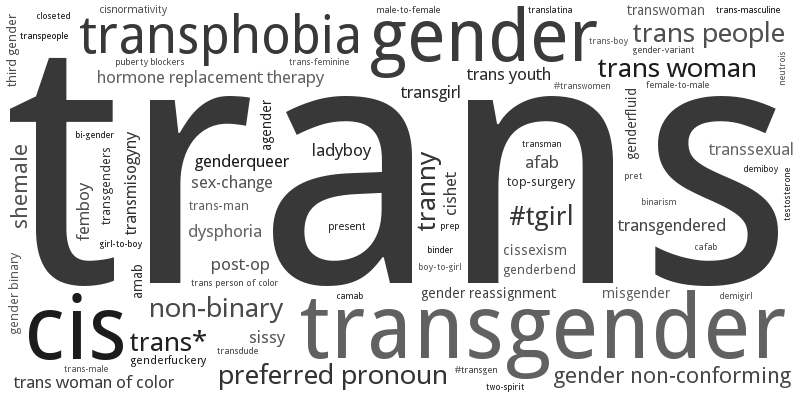 closeted
cisnormativity
male-to-female
translatina
transwoman
trans-masculine
third gender
transpeople
transphobia
gender
trans-boy
trans people
gender-variant
puberty blockers
trans-feminine
hormone replacement therapy
trans youth
trans woman
neutrois
transgirl
#transwomen
female-to-male
trans
agender
genderfluid
bi-gender
transgenders
transmisogyny
genderqueer
ladyboy
transman
afab
transsexual
shemale
femboy
sex-change
tranny
cishet
top-surgery
pret
demiboy
testosterone
trans-man
#tgirl
binarism
dysphoria
present
prep
transgendered
girl-to-boy
binder
cissexism
cafab
gender binary
amab
post-op
boy-to-girl
genderbend
trans person of color
camab
gender reassignment
misgender
demigirl
cis
non-binary
transgender
trans*
sissy
genderfuckery
transdude
trans-male
preferred pronoun
#transgen
gender non-conforming
trans woman of color
two-spirit